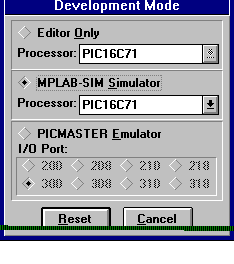 Development Mode
Editor Only
Processor: PIC16C71
MPLAB-SIM Simulator
Processor: PIC16C71
PICMASTER Emulator
I/O Port:
200 208 210 218
300 308 310 318
Reset Cancel